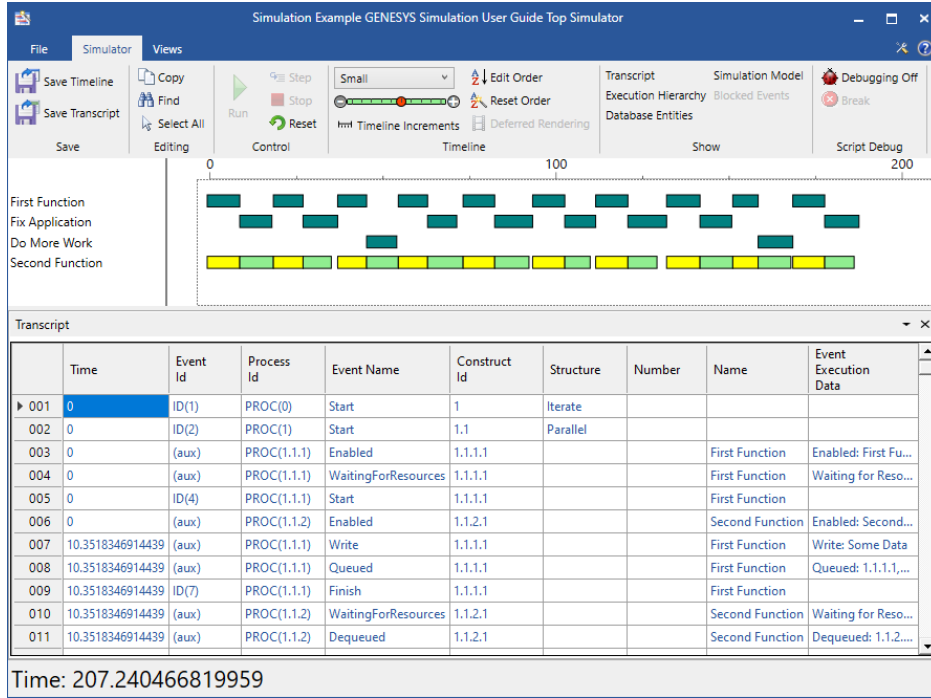 Simulation Example GENESYS Simulation User Guide Top Simulator
File Simulator Views
Save Timeline Copy Step Small Edit Order Transcript Simulation Model Debugging Off
Find Execution Hierarchy Blocked Events
Save Transcript Stop Reset Order Database Entities Break
Select All Run Reset Timeline Increments Deferred Rendering
Save Editing Control Timeline Show Script Debug
0 100 200
First Function
Fix Application
Do More Work
Second Function
Transcript
Time Event Id Process Id Event Name Construct Id Structure Number Name Event Execution Data
001 0 ID(1) PROC(0) Start 1 Iterate
002 0 ID(2) PROC(1) Start 1.1 Parallel
003 0 (aux) PROC(1.1.1) Enabled 1.1.1.1 First Function Enabled: First Fu...
004 0 (aux) PROC(1.1.1) WaitingForResources 1.1.1.1 First Function Waiting for Reso...
005 0 ID(4) PROC(1.1.1) Start 1.1.1.1 First Function
006 0 (aux) PROC(1.1.2) Enabled 1.1.2.1 Second Function Enabled: Second...
007 10.3518346914439 (aux) PROC(1.1.1) Write 1.1.1.1 First Function Write: Some Data
008 10.3518346914439 (aux) PROC(1.1.1) Queued 1.1.1.1 First Function Queued: 1.1.1.1,...
009 10.3518346914439 ID(7) PROC(1.1.1) Finish 1.1.1.1 First Function
010 10.3518346914439 (aux) PROC(1.1.2) WaitingForResources 1.1.2.1 Second Function Waiting for Reso...
011 10.3518346914439 (aux) PROC(1.1.2) Dequeued 1.1.2.1 Second Function Dequeued: 1.1.2....
Time: 207.240466819959